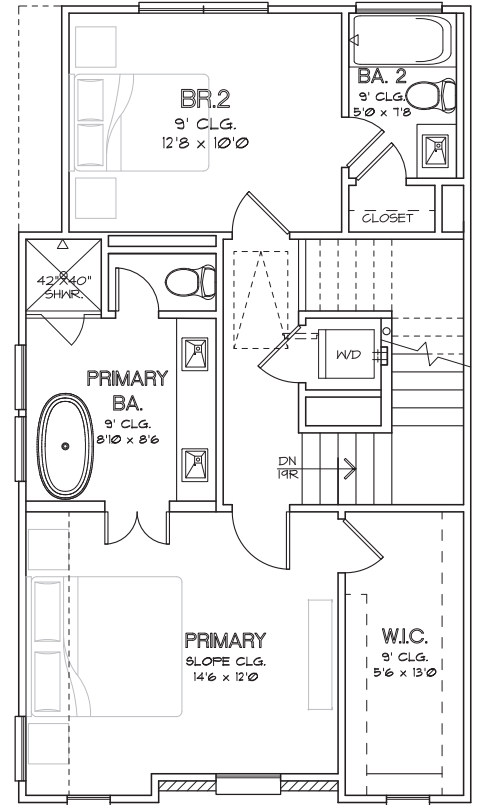 BR.2
9' CLG.
12'8 x 10'0
BA. 2
9' CLG.
5'0 x 7'8
CLOSET
42"x40"
SHWR.
PRIMARY
BA.
9' CLG.
8'10 x 8'6
W/D
DN
19R
PRIMARY
SLOPE CLG.
14'6 x 12'0
W.I.C.
9' CLG.
5'6 x 13'0